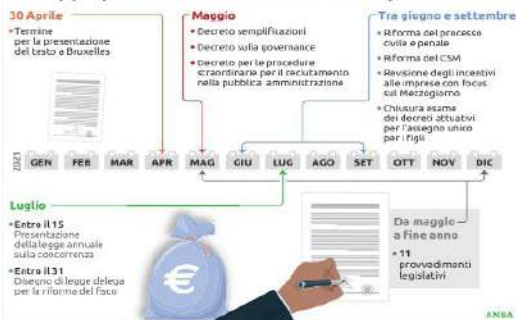 30 Aprile
• Termine
per la presentazione
del testo a Bruxelles
Maggio
• Decreto semplificazioni
• Decreto sulla governance
• Decreto per le procedure
straordinarie per il reclutamento
nella pubblica amministrazione
Tra giugno e settembre
• Riforma del processo
civile e penale
• Riforma del CSM
• Revisione degli incentivi
alle imprese con focus
sul Mezzogiorno
• Chiusura esame
dei decreti attuativi
per l'assegno unico
per i figli
2021 GEN FEB MAR APR MAG GIU LUG AGO SET OTT NOV DIC
Luglio
• Entro il 15
Presentazione
della legge annuale
sulla concorrenza
• Entro il 31
Disegno di legge delega
per la riforma del fisco
€
Da maggio
a fine anno
• 11
provvedimenti
legislativi
ANSA